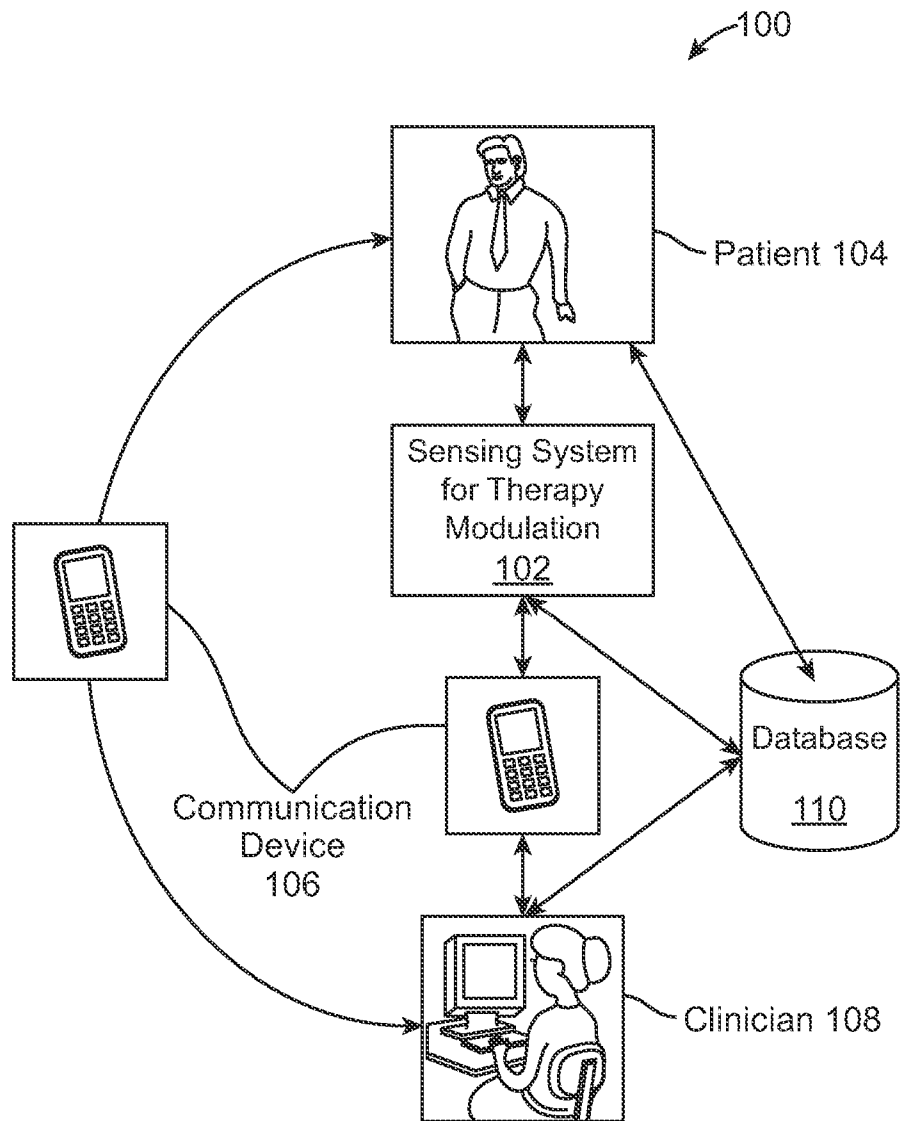 100
Patient 104
Sensing System
for Therapy
Modulation
102
Database
110
Communication
Device
106
Clinician 108